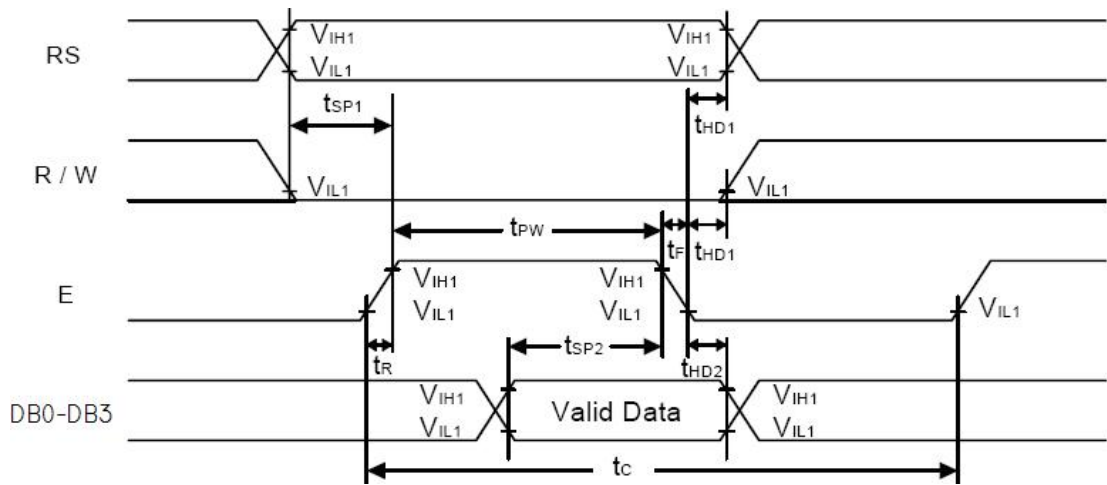 RS
VIH1
VIH1
VIL1
VIL1
tSP1
tHD1
R / W
VIL1
VIL1
tPW
tF
tHD1
E
VIH1
VIH1
VIL1
VIL1
VIL1
tR
tSP2
tHD2
DB0-DB3
VIH1
Valid Data
VIH1
VIL1
VIL1
tC